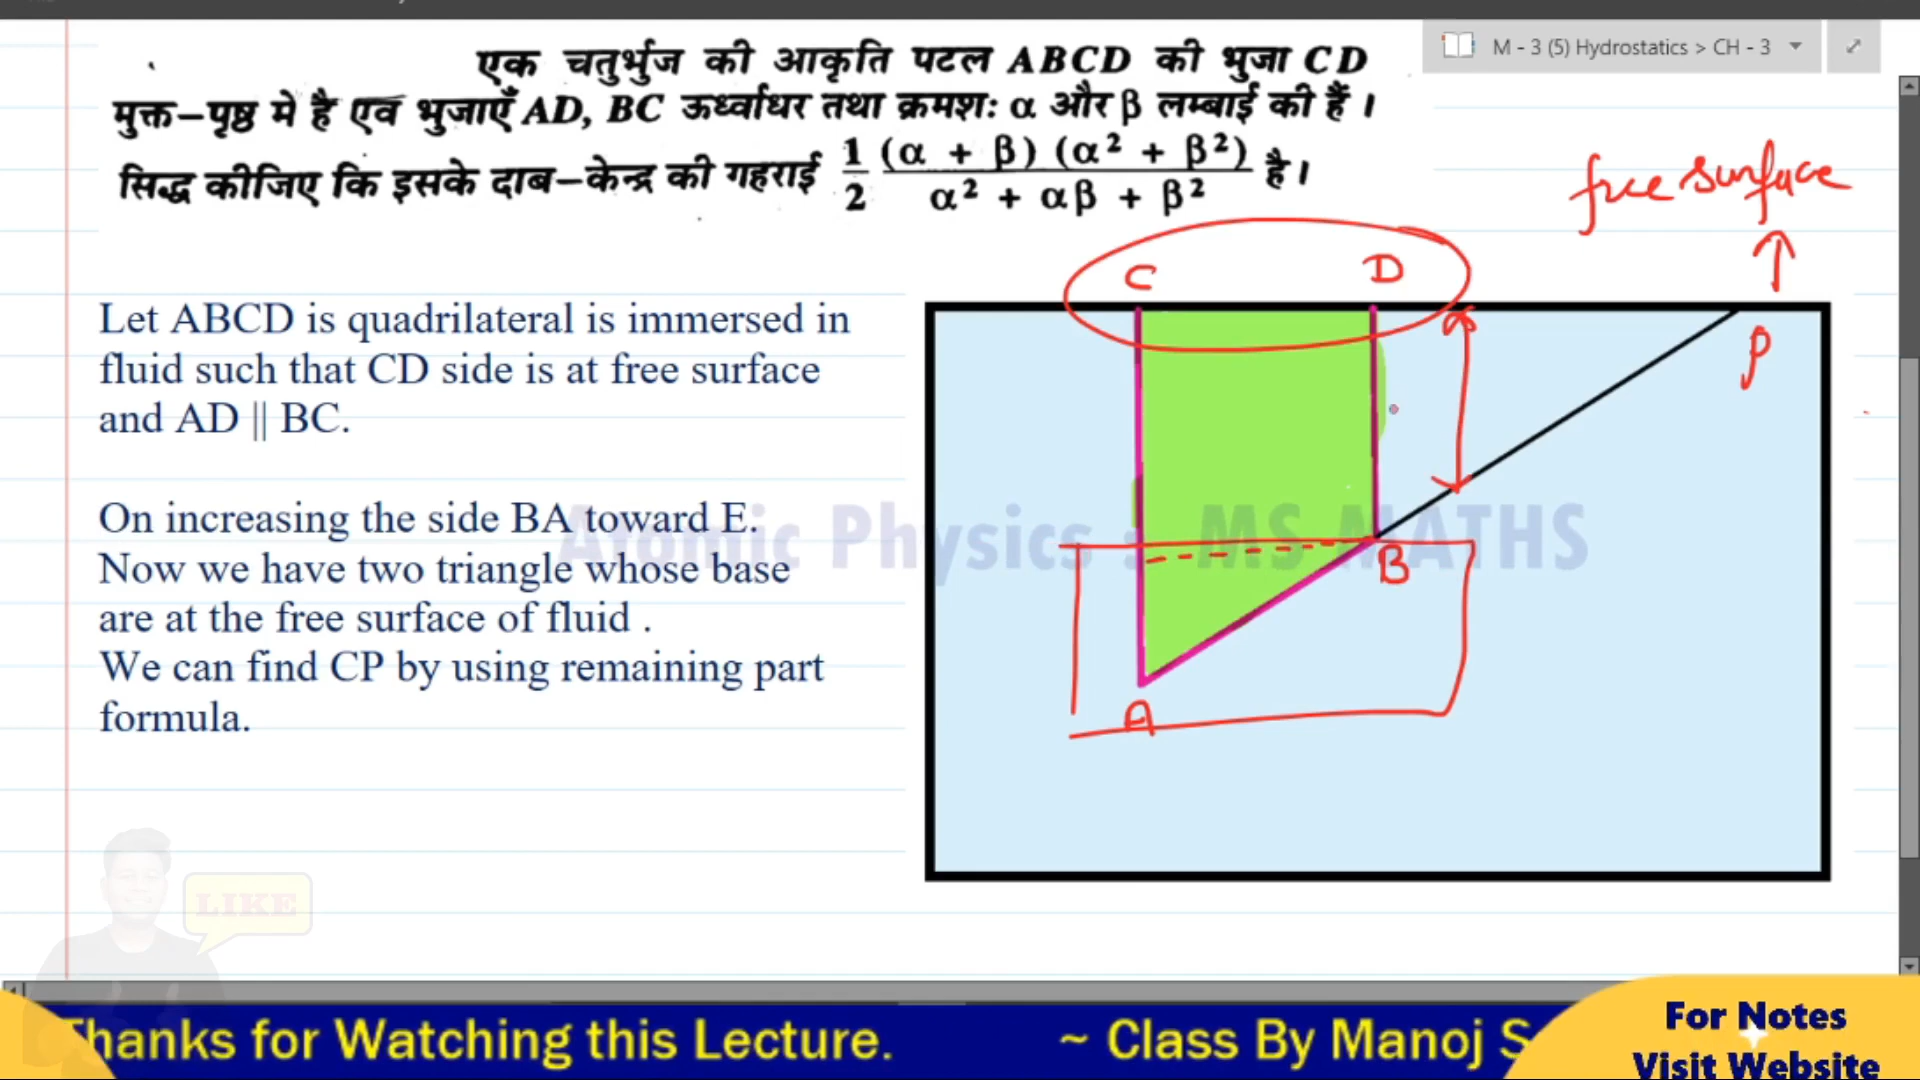 M - 3 (5) Hydrostatics > CH - 3
एक चतुर्भुज की आकृति पटल ABCD की भुजा CD
मुक्त-पृष्ठ मे है एव भुजाएँ AD, BC ऊर्ध्वाधर तथा क्रमश: α और β लम्बाई की हैं ।
सिद्ध कीजिए कि इसके दाब-केन्द्र की गहराई 1/2 (α + β) (α² + β²)/α² + αβ + β² है ।
free surface
C D
P
Let ABCD is quadrilateral is immersed in
fluid such that CD side is at free surface
and AD || BC.
On increasing the side BA toward E.
Now we have two triangle whose base
are at the free surface of fluid .
We can find CP by using remaining part
formula.
Atomic Physics : MS MATHS
B
A
LIKE
Thanks for Watching this Lecture.
~ Class By Manoj S
For Notes
Visit Website